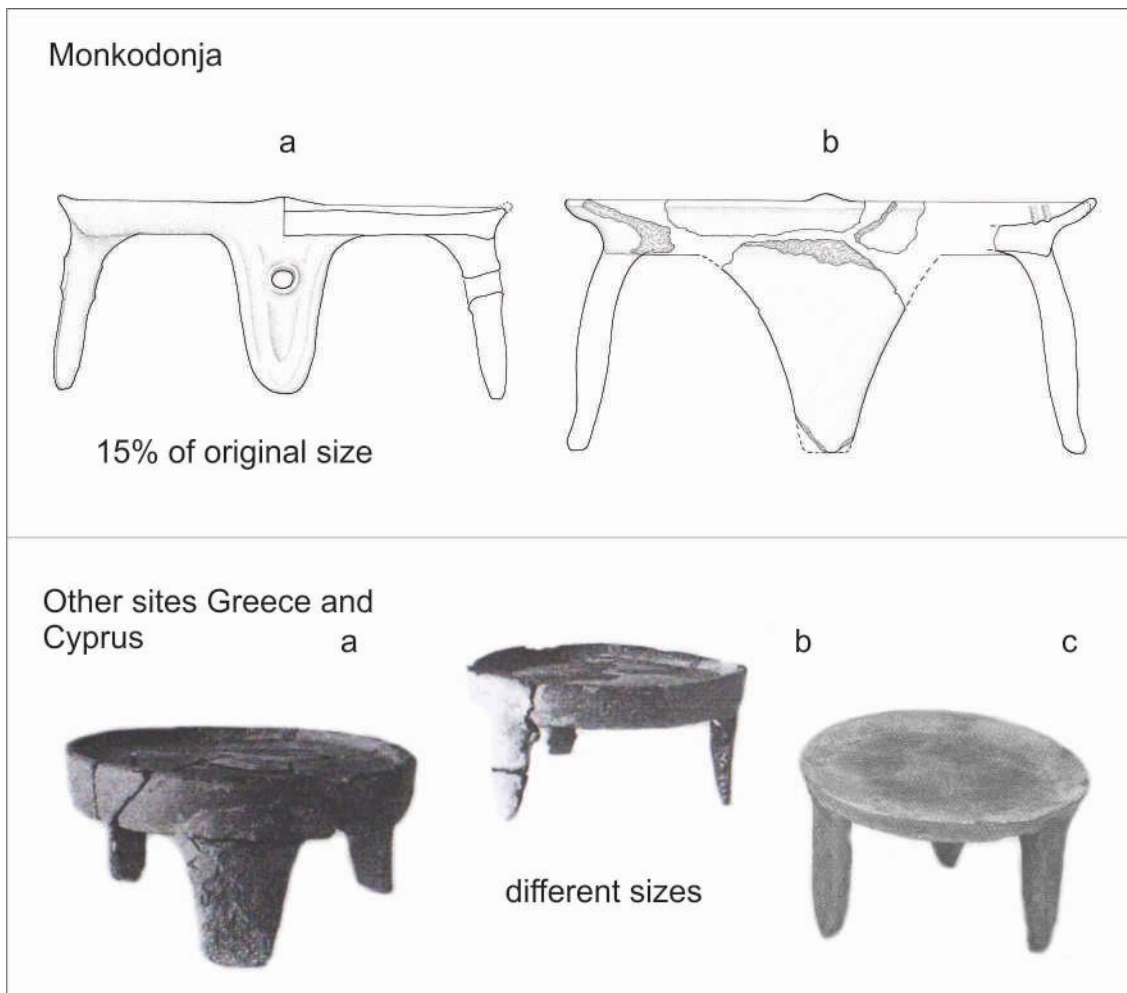 Monkodonja
a
b
15% of original size
Other sites Greece and
Cyprus
a
b
c
different sizes